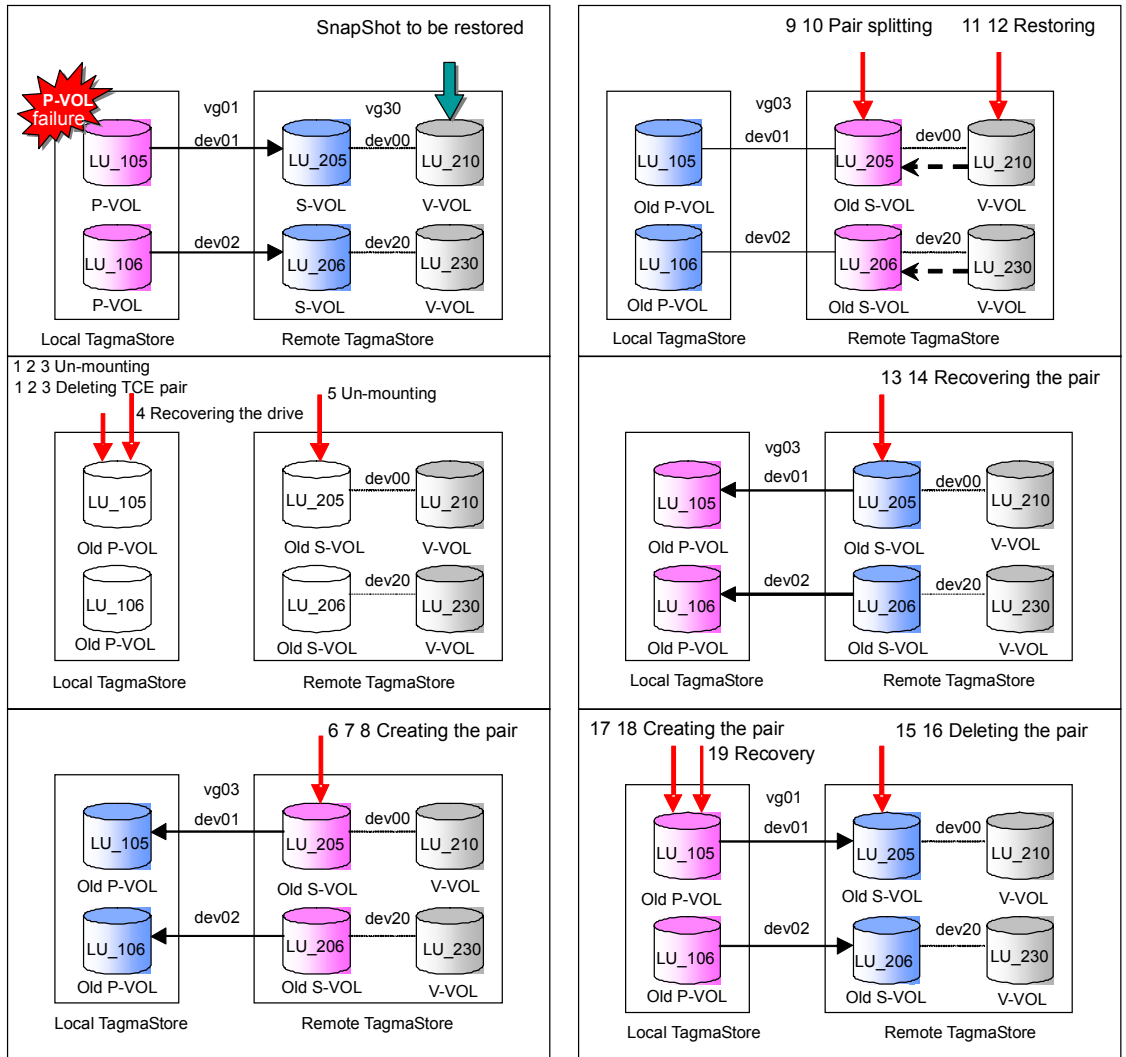 SnapShot to be restored
P-VOL
failure
vg01
vg30
dev01
dev00
LU_105
LU_205
LU_210
P-VOL
S-VOL
V-VOL
dev02
dev20
LU_106
LU_206
LU_230
P-VOL
S-VOL
V-VOL
Local TagmaStore
Remote TagmaStore
1 2 3 Un-mounting
1 2 3 Deleting TCE pair
4 Recovering the drive
5 Un-mounting
dev00
LU_105
LU_205
LU_210
Old P-VOL
Old S-VOL
V-VOL
dev20
LU_106
LU_206
LU_230
Old P-VOL
Old S-VOL
V-VOL
Local TagmaStore
Remote TagmaStore
6 7 8 Creating the pair
vg03
dev01
dev00
LU_105
LU_205
LU_210
Old P-VOL
Old S-VOL
V-VOL
dev02
dev20
LU_106
LU_206
LU_230
Old P-VOL
Old S-VOL
V-VOL
Local TagmaStore
Remote TagmaStore
9 10 Pair splitting
11 12 Restoring
vg03
dev01
dev00
LU_105
LU_205
LU_210
Old P-VOL
Old S-VOL
V-VOL
dev02
dev20
LU_106
LU_206
LU_230
Old P-VOL
Old S-VOL
V-VOL
Local TagmaStore
Remote TagmaStore
13 14 Recovering the pair
vg03
dev01
dev00
LU_105
LU_205
LU_210
Old P-VOL
Old S-VOL
V-VOL
dev02
dev20
LU_106
LU_206
LU_230
Old P-VOL
Old S-VOL
V-VOL
Local TagmaStore
Remote TagmaStore
17 18 Creating the pair
15 16 Deleting the pair
19 Recovery
vg01
dev01
dev00
LU_105
LU_205
LU_210
Old P-VOL
Old S-VOL
V-VOL
dev02
dev20
LU_106
LU_206
LU_230
Old P-VOL
Old S-VOL
V-VOL
Local TagmaStore
Remote TagmaStore